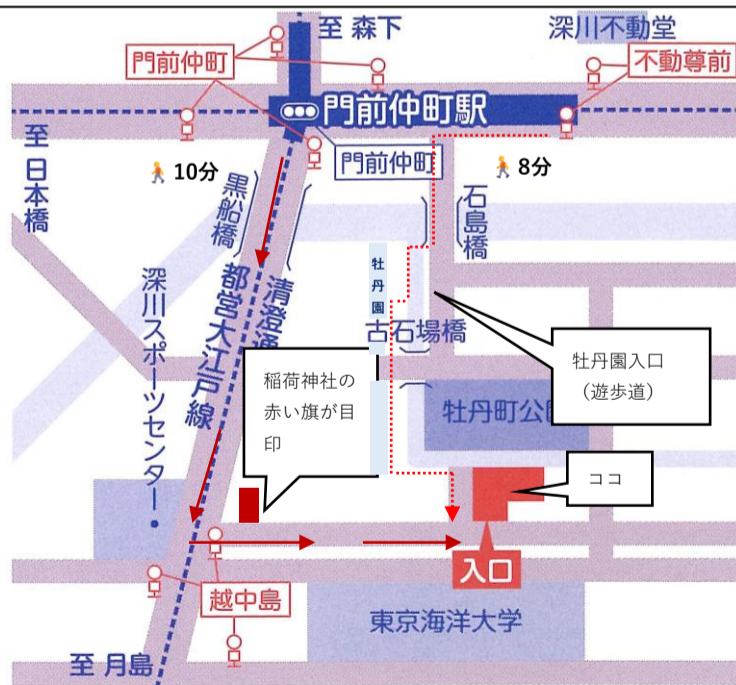 至 森下
深川不動堂
門前仲町
不動尊前
門前仲町駅
至 日本橋
門前仲町
10分
8分
黒船橋
石島橋
牡丹園
清澄通
都営大江戸線
古石場橋
深川スポーツセンター
稲荷神社の
赤い旗が目
印
牡丹園入口
(遊歩道)
牡丹町公
ココ
入口
越中島
東京海洋大学
至 月島